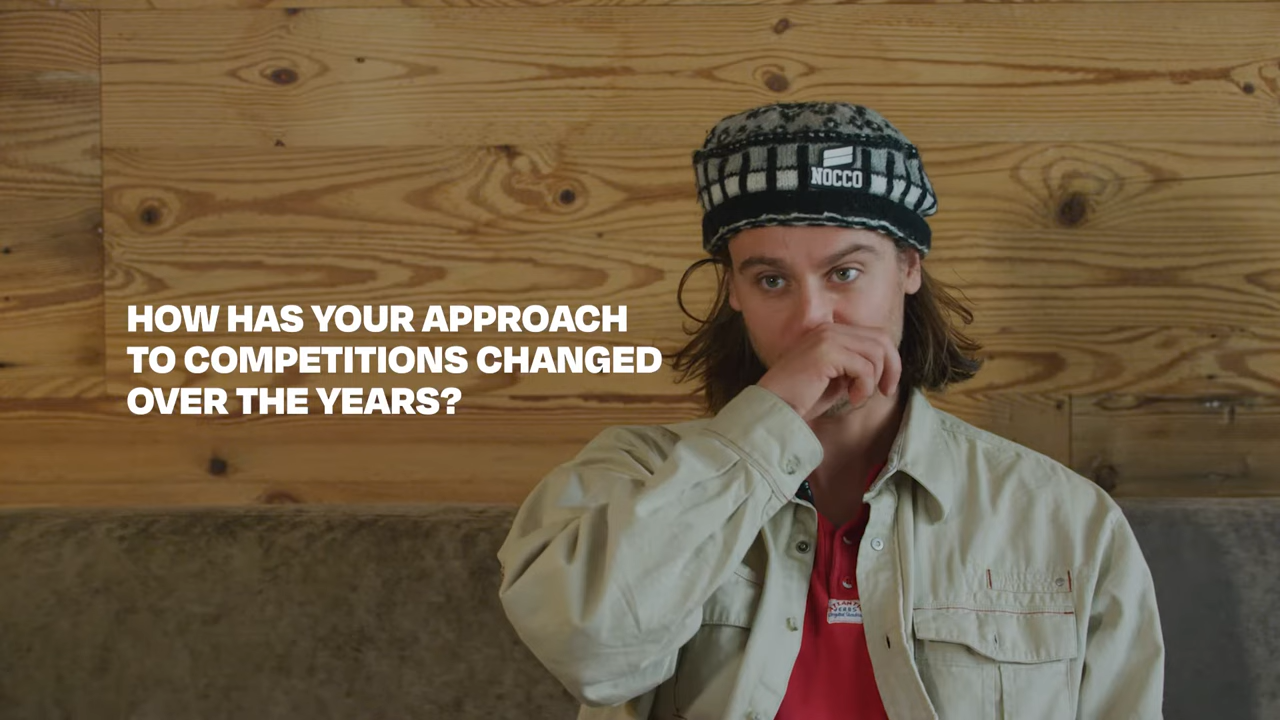 NOCCO
HOW HAS YOUR APPROACH
TO COMPETITIONS CHANGED
OVER THE YEARS?